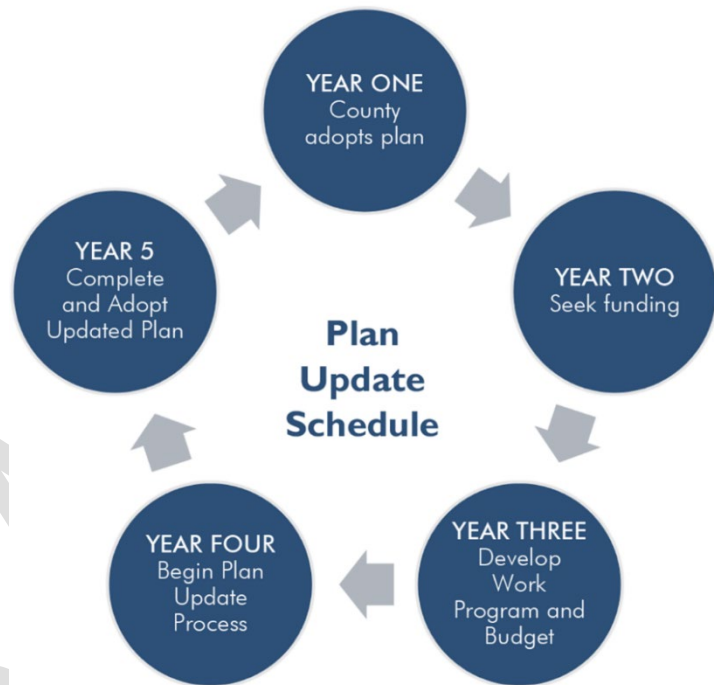 YEAR ONE
County
adopts plan
YEAR TWO
Seek funding
YEAR THREE
Develop
Work
Program and
Budget
YEAR FOUR
Begin Plan
Update
Process
YEAR 5
Complete
and Adopt
Updated Plan
Plan
Update
Schedule